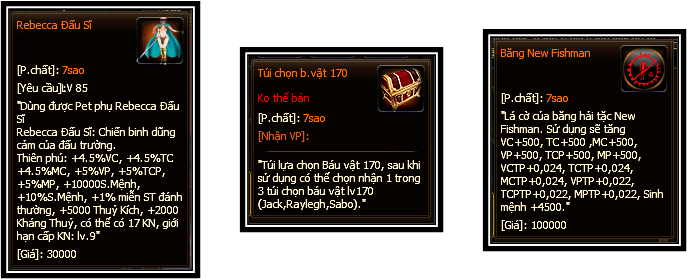 Rebecca Đấu Sĩ
[P.chất]: 7sao
[Yêu cầu]LV 85
"Dùng được Pet phụ Rebecca Đấu
Sĩ
Rebecca Đấu Sĩ: Chiến binh dũng
cảm của đấu trường.
Thiên phú: +4.5%VC, +4.5%TC
+4.5%MC, +5%VP, +5%TCP,
+5%MP, +10000S.Mệnh,
+10%S.Mệnh, +1% miễn ST đánh
thường, +5000 Thuỷ Kích, +2000
Kháng Thuỷ, có thể có 17 KN, giới
hạn cấp KN: lv.9"
[Giá]: 30000
Túi chọn b.vật 170
Ko thể bán
[P.chất]: 7sao
[Nhận VP]:
"Túi lựa chọn Báu vật 170, sau khi
sử dụng có thể chọn nhận 1 trong
3 túi chọn báu vật lv170
(Jack,Raylegh,Sabo)."
Băng New Fishman
[P.chất]: 7sao
"Lá cờ của băng hải tặc New
Fishman. Sử dụng sẽ tăng
VC+500, TC+500 ,MC+500,
VP+500, TCP+500, MP+500,
VCTP+0,024, TCTP+0,024,
MCTP+0,024, VPTP+0,022,
TCPTP+0,022, MPTP+0,022, Sinh
mệnh +4500."
[Giá]: 100000